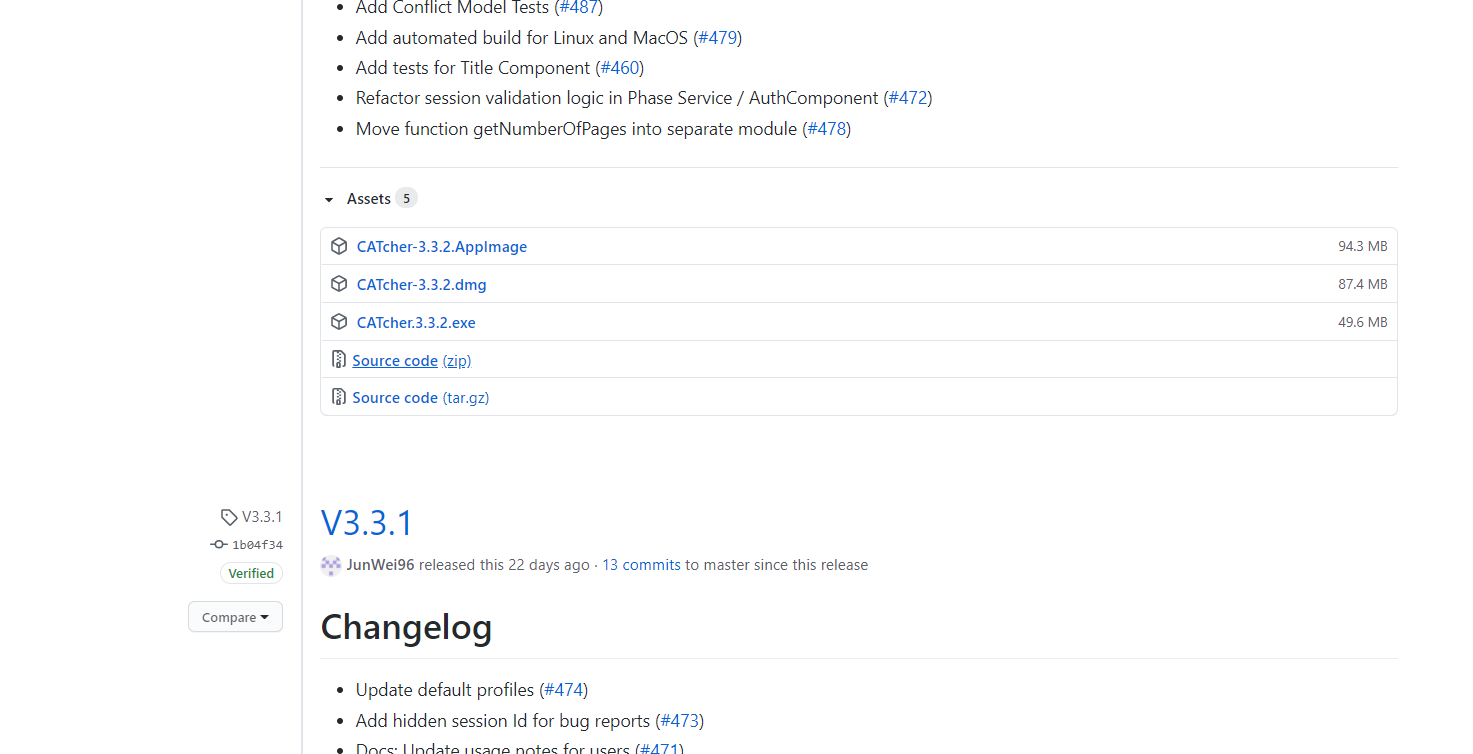 Add Conflict Model Tests (#487)
Add automated build for Linux and MacOS (#479)
Add tests for Title Component (#460)
Refactor session validation logic in Phase Service / AuthComponent (#472)
Move function getNumberOfPages into separate module (#478)
Assets 5
CATcher-3.3.2.AppImage 94.3 MB
CATcher-3.3.2.dmg 87.4 MB
CATcher.3.3.2.exe 49.6 MB
Source code (zip)
Source code (tar.gz)
V3.3.1
1b04f34
Verified
Compare
V3.3.1
JunWei96 released this 22 days ago · 13 commits to master since this release
Changelog
Update default profiles (#474)
Add hidden session Id for bug reports (#473)
Docs: Update usage notes for users (#471)